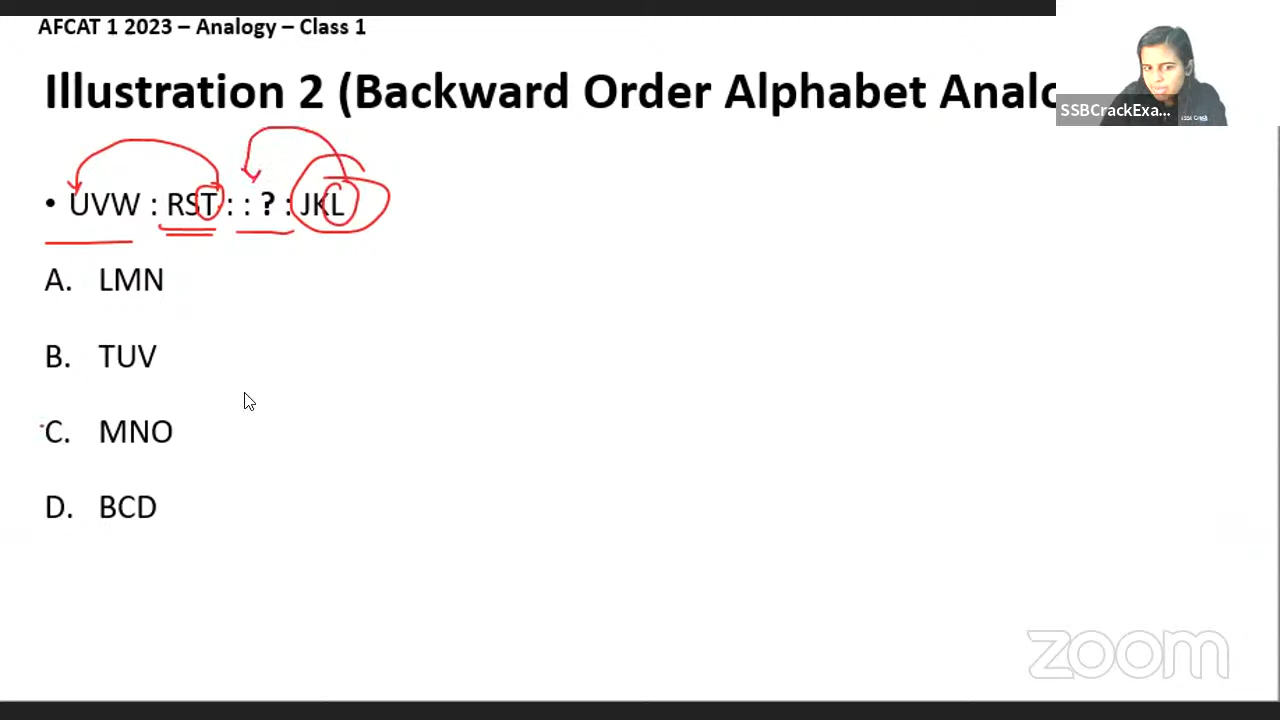 AFCAT 1 2023 – Analogy – Class 1
Illustration 2 (Backward Order Alphabet Analo
SSBCrackExa...
• UVW : RST : : ? : JKL
A. LMN
B. TUV
C. MNO
D. BCD
zoom